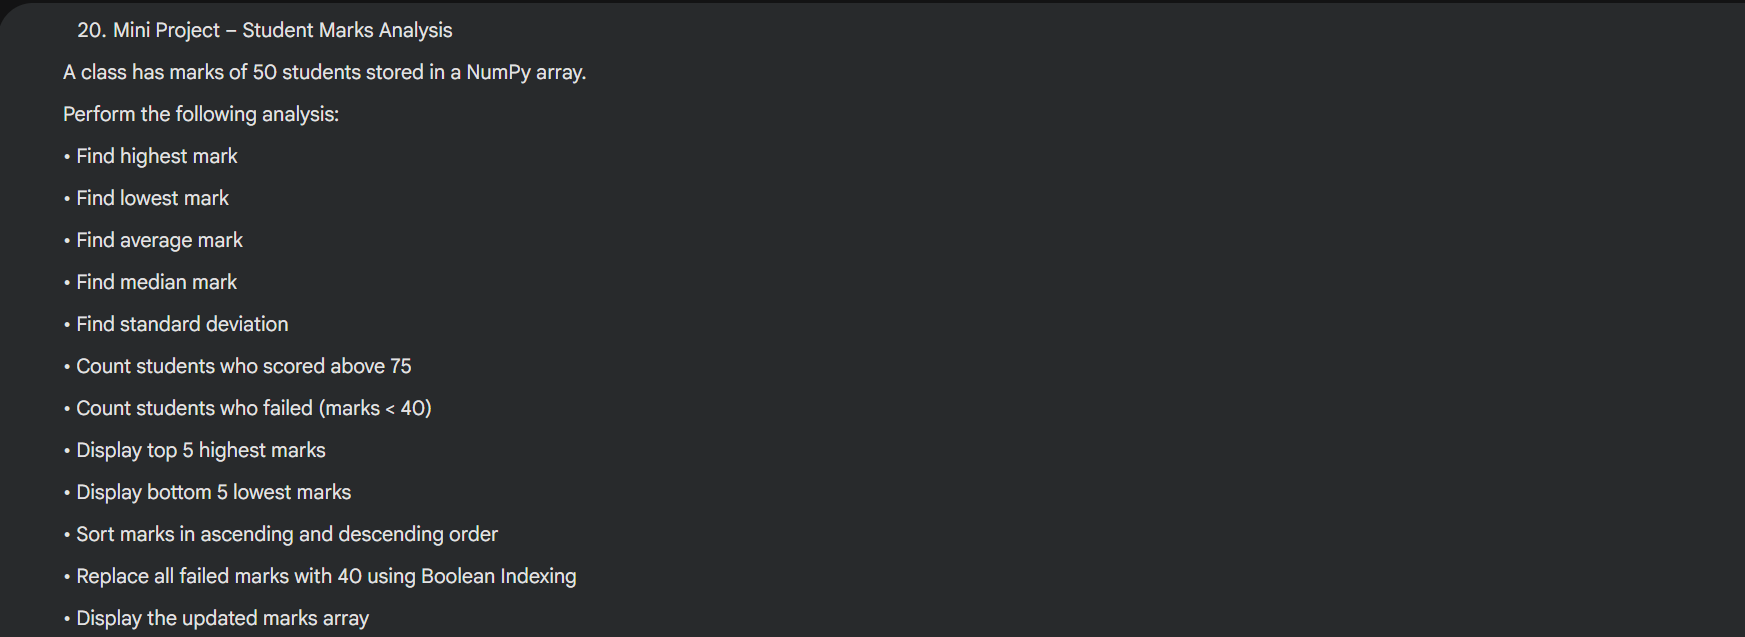 20. Mini Project – Student Marks Analysis
A class has marks of 50 students stored in a NumPy array.
Perform the following analysis:
• Find highest mark
• Find lowest mark
• Find average mark
• Find median mark
• Find standard deviation
• Count students who scored above 75
• Count students who failed (marks < 40)
• Display top 5 highest marks
• Display bottom 5 lowest marks
• Sort marks in ascending and descending order
• Replace all failed marks with 40 using Boolean Indexing
• Display the updated marks array